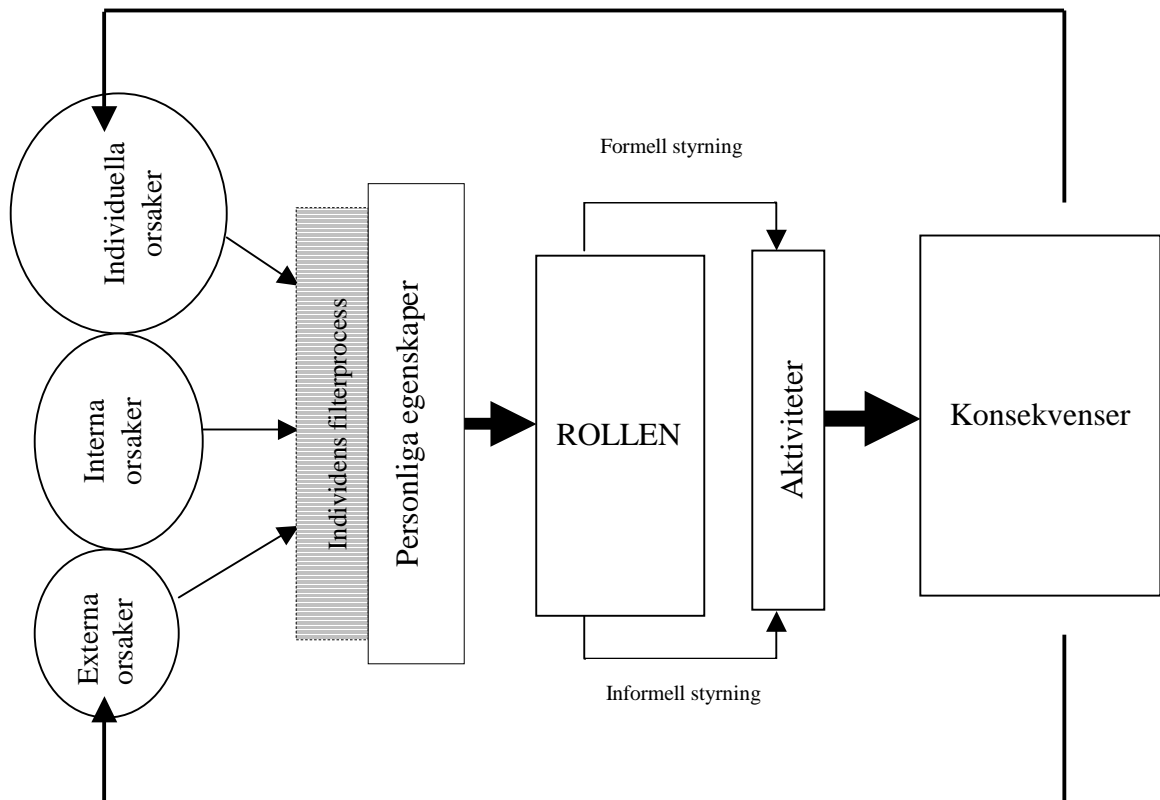 Individuella
orsaker
Interna
orsaker
Externa
orsaker
Individens filterprocess
Personliga egenskaper
Formell styrning
ROLLEN
Informell styrning
Aktiviteter
Konsekvenser